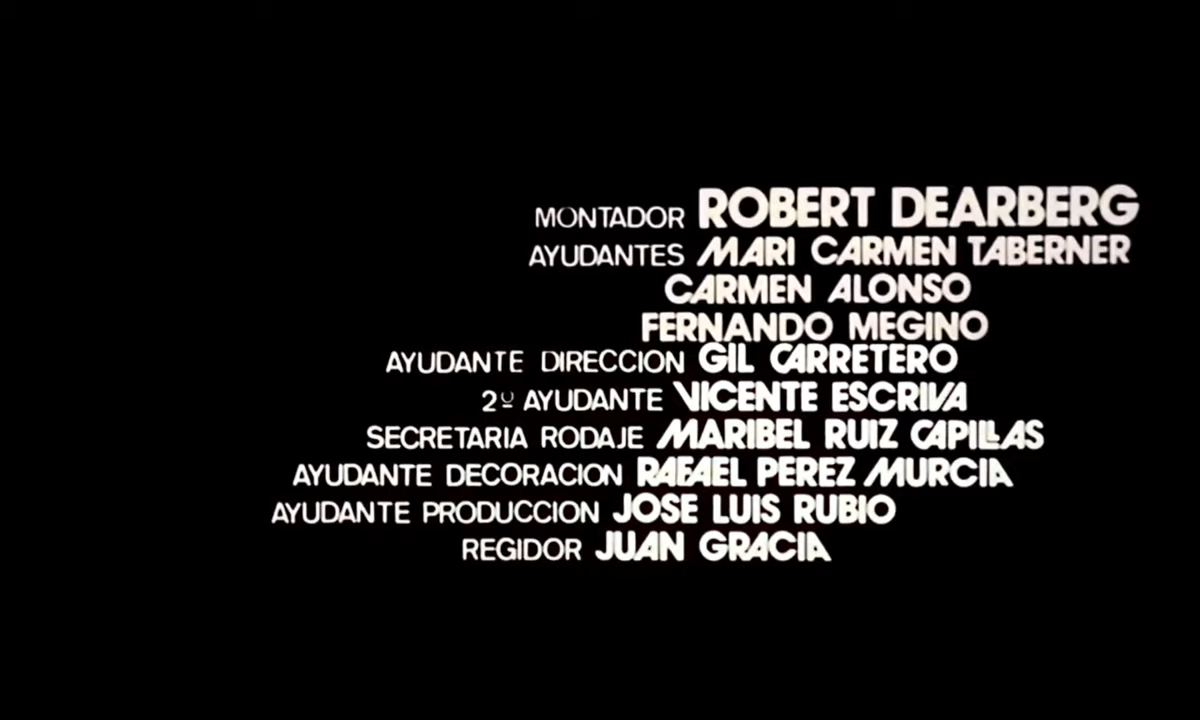 MONTADOR ROBERT DEARBERG
AYUDANTES MARI CARMEN TABERNER
CARMEN ALONSO
FERNANDO MEGINO
AYUDANTE DIRECCION GIL CARRETERO
2º AYUDANTE VICENTE ESCRIVA
SECRETARIA RODAJE MARIBEL RUIZ CAPILLAS
AYUDANTE DECORACION RAFAEL PEREZ MURCIA
AYUDANTE PRODUCCION JOSE LUIS RUBIO
REGIDOR JUAN GRACIA